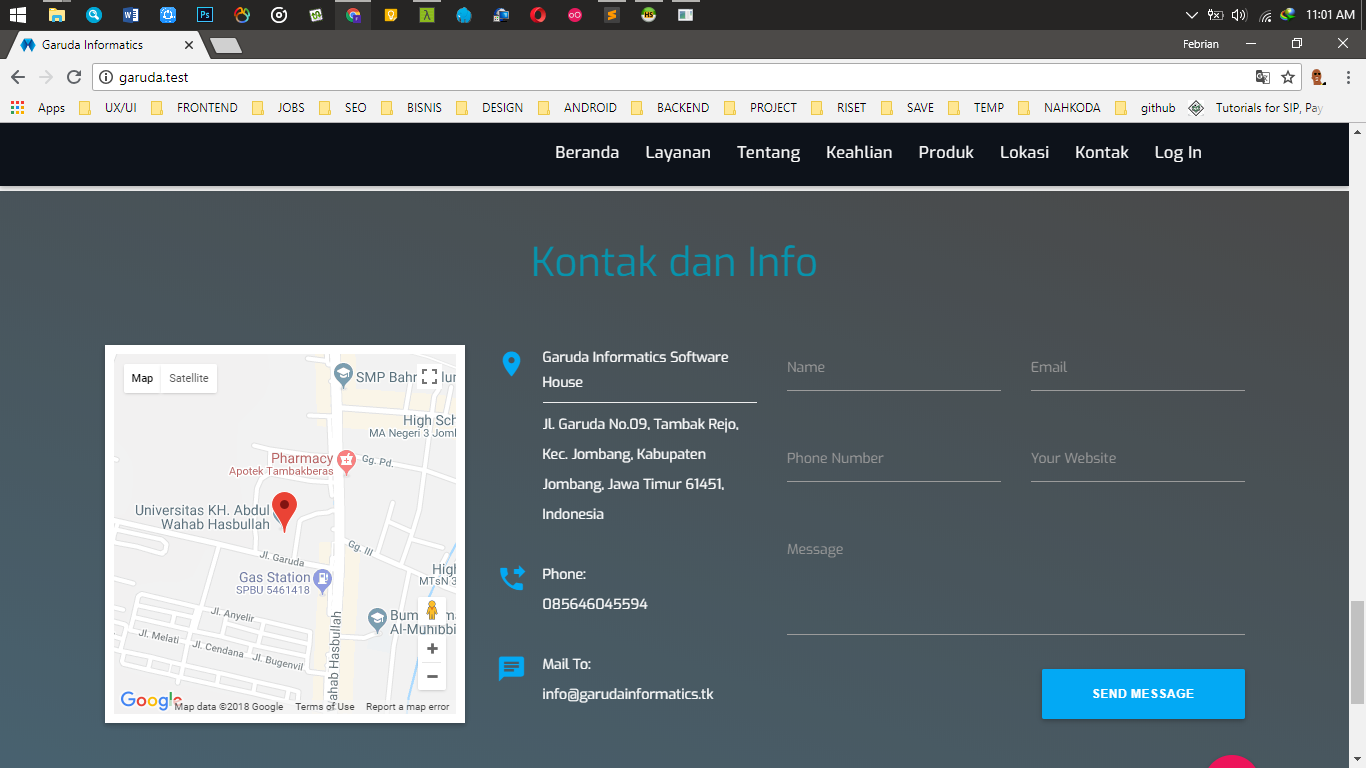 11:01 AM
Garuda Informatics
Febrian
garuda.test
Apps UX/UI FRONTEND JOBS SEO BISNIS DESIGN ANDROID BACKEND PROJECT RISET SAVE TEMP NAHKODA github Tutorials for SIP, Pay
Beranda Layanan Tentang Keahlian Produk Lokasi Kontak Log In
Kontak dan Info
Map Satellite
SMP Bahr
High Sch
MA Negeri 3 Jomb
Pharmacy
Apotek Tambakberas
Gg. Pd.
Universitas KH. Abdul
Wahab Hasbullah
Gg. III
Jl. Garuda
Gas Station
SPBU 5461418
High
MTsN 3
Jl. Anyelir
Bum
Al-Muhibbi
Jl. Melati
Jl. Cendana
Jl. Bugenvil
Wahab Hasbullah
Google
Map data ©2018 Google Terms of Use Report a map error
Garuda Informatics Software
House
Jl. Garuda No.09, Tambak Rejo,
Kec. Jombang, Kabupaten
Jombang, Jawa Timur 61451,
Indonesia
Phone:
085646045594
Mail To:
info@garudainformatics.tk
Name
Email
Phone Number
Your Website
Message
SEND MESSAGE